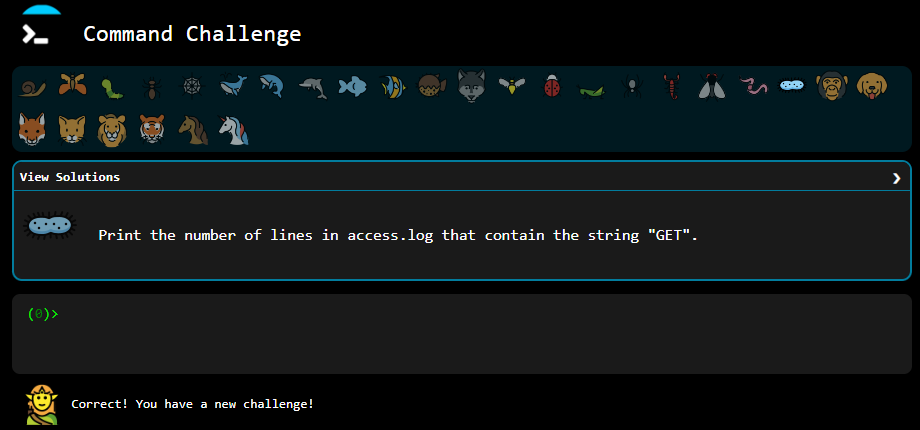 Command Challenge
View Solutions
Print the number of lines in access.log that contain the string "GET".
(0)>
Correct! You have a new challenge!